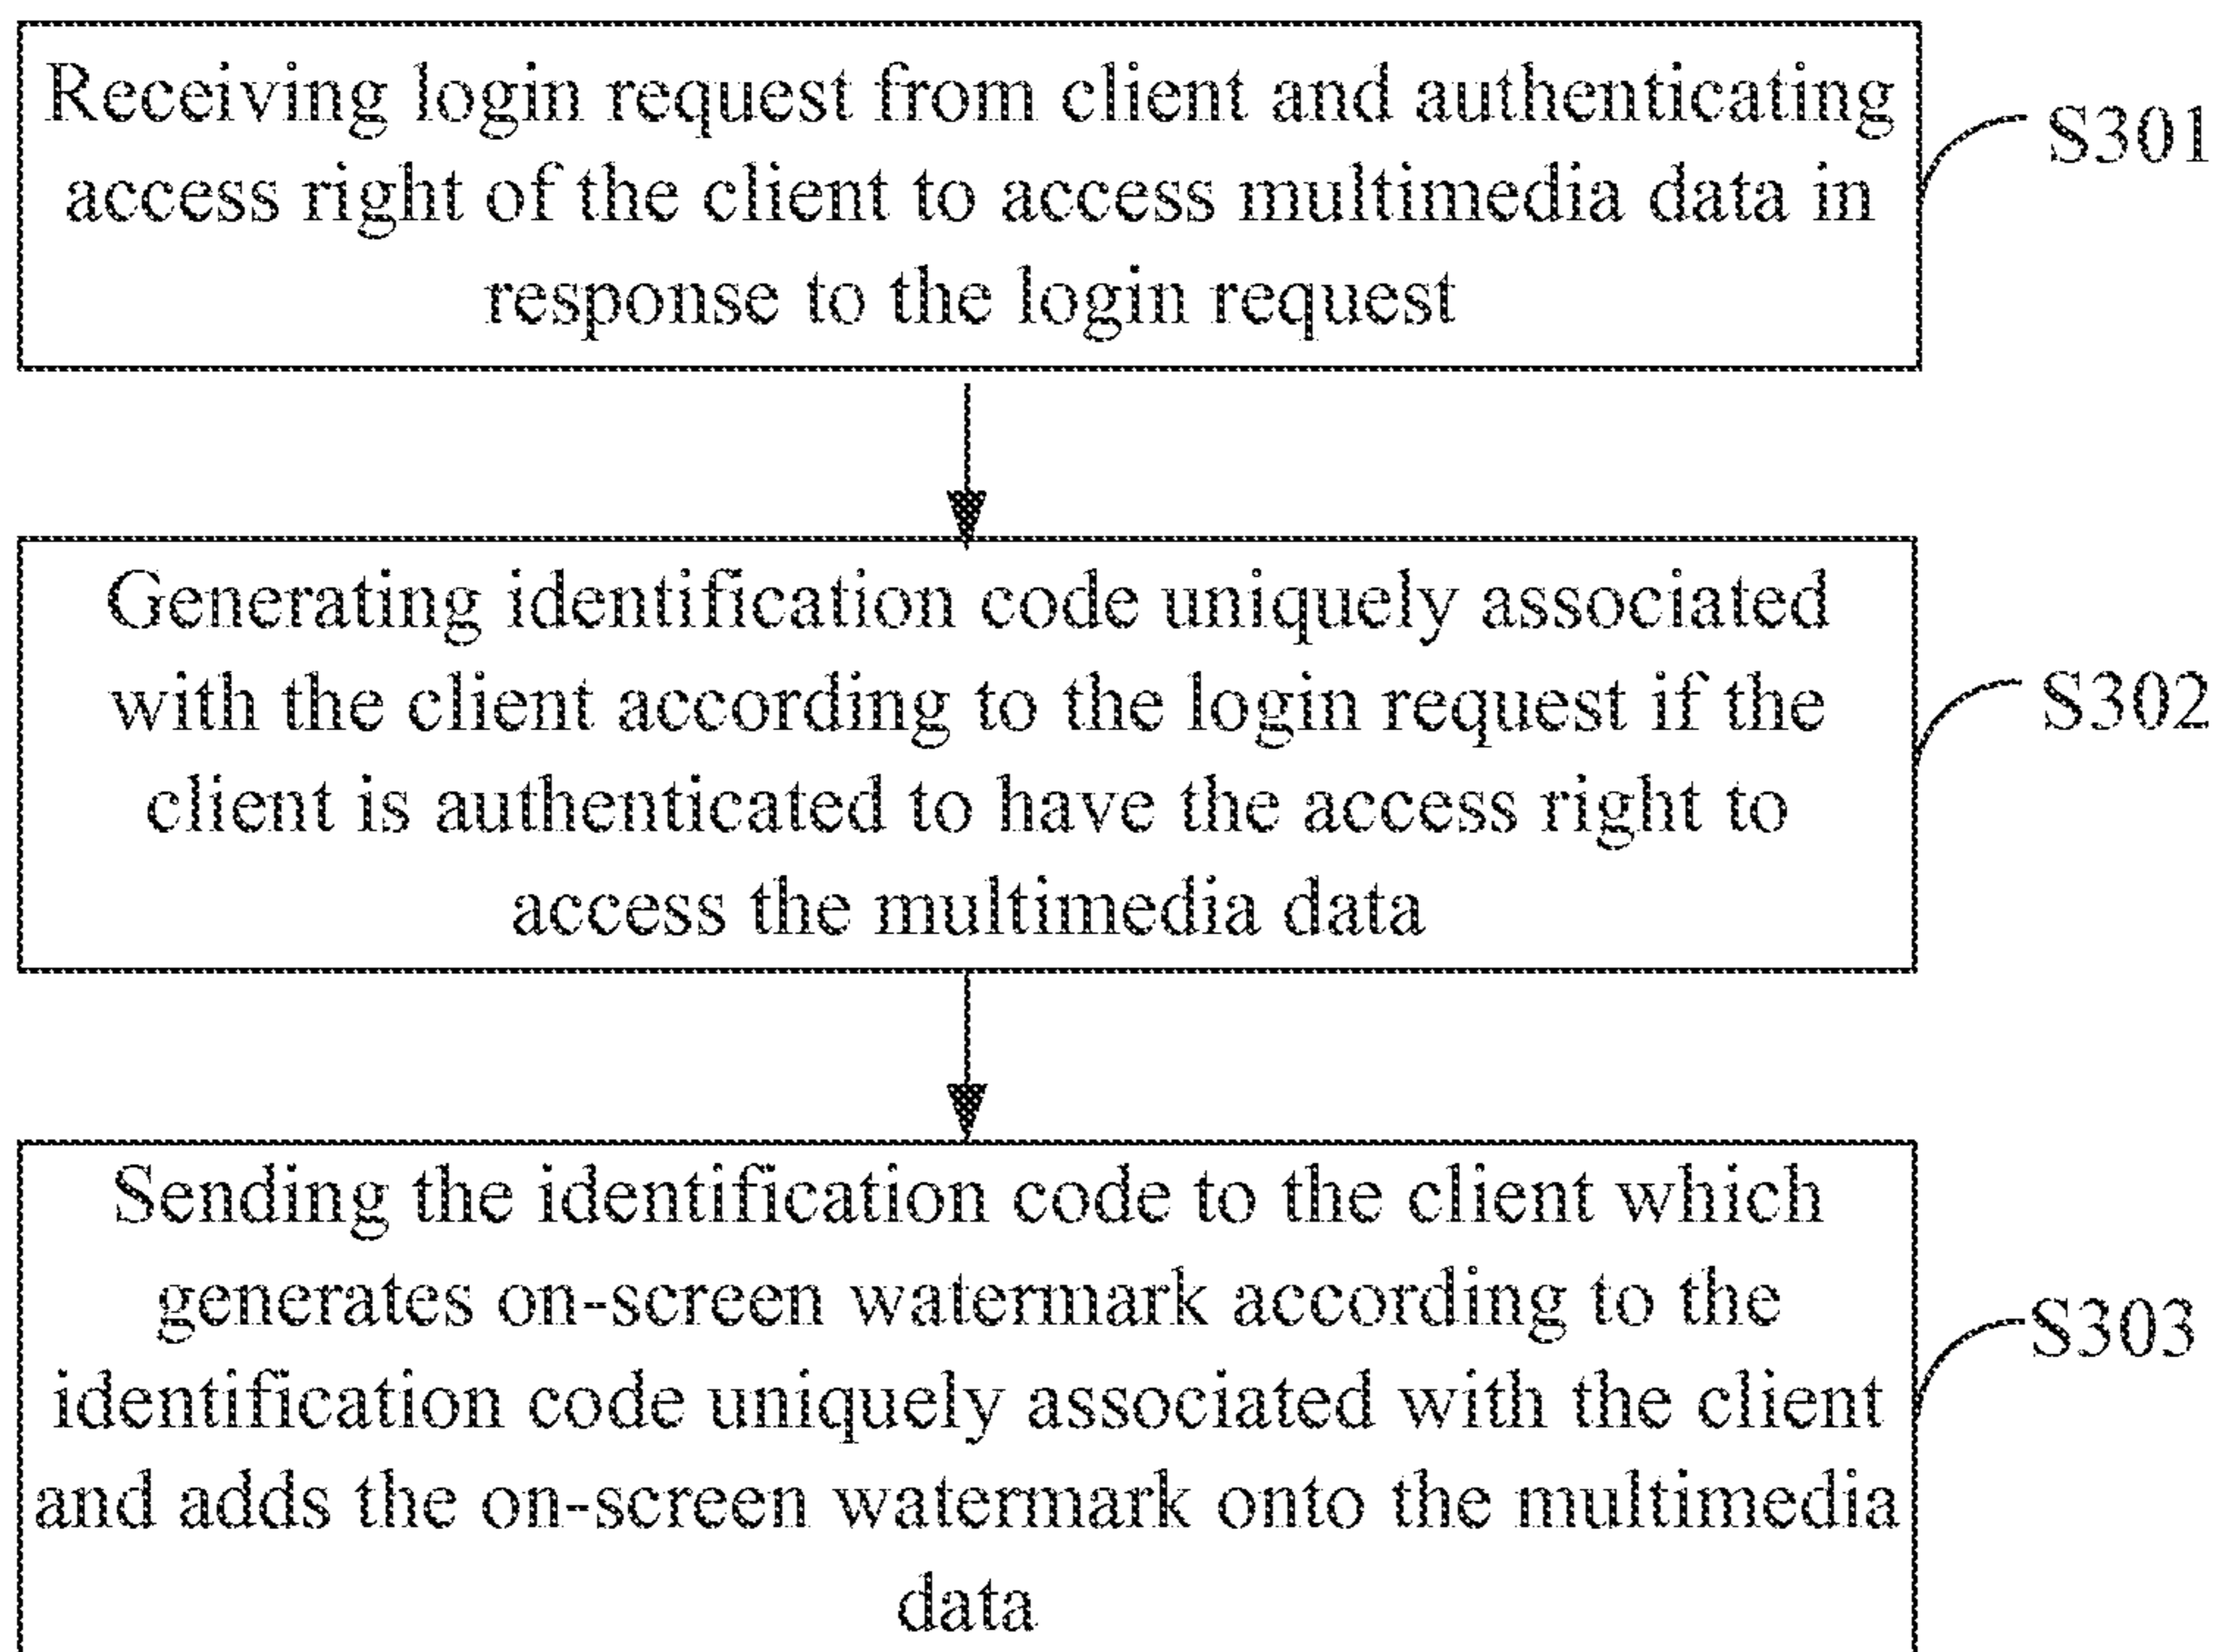 Receiving login request from client and authenticating
access right of the client to access multimedia data in
response to the login request
S301
Generating identification code uniquely associated
with the client according to the login request if the
client is authenticated to have the access right to
access the multimedia data
S302
Sending the identification code to the client which
generates on-screen watermark according to the
identification code uniquely associated with the client
and adds the on-screen watermark onto the multimedia
data
S303